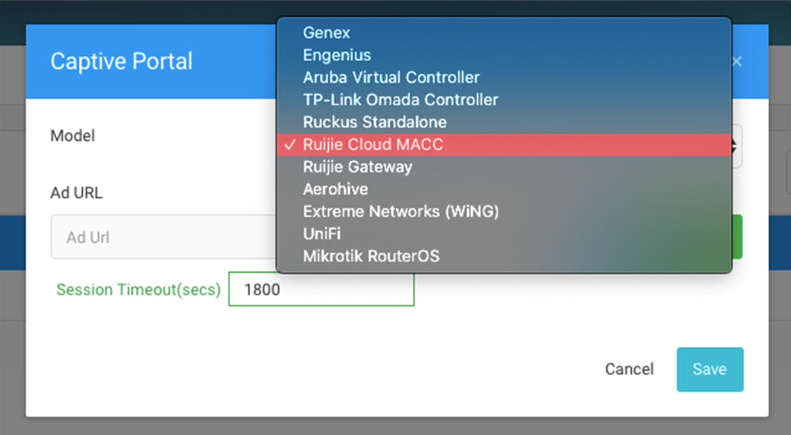 Captive Portal
×
Model
Genex
Engenius
Aruba Virtual Controller
TP-Link Omada Controller
Ruckus Standalone
✓ Ruijie Cloud MACC
Ruijie Gateway
Aerohive
Extreme Networks (WiNG)
UniFi
Mikrotik RouterOS
Ad URL
Ad Url
Session Timeout(secs)
1800
Cancel
Save